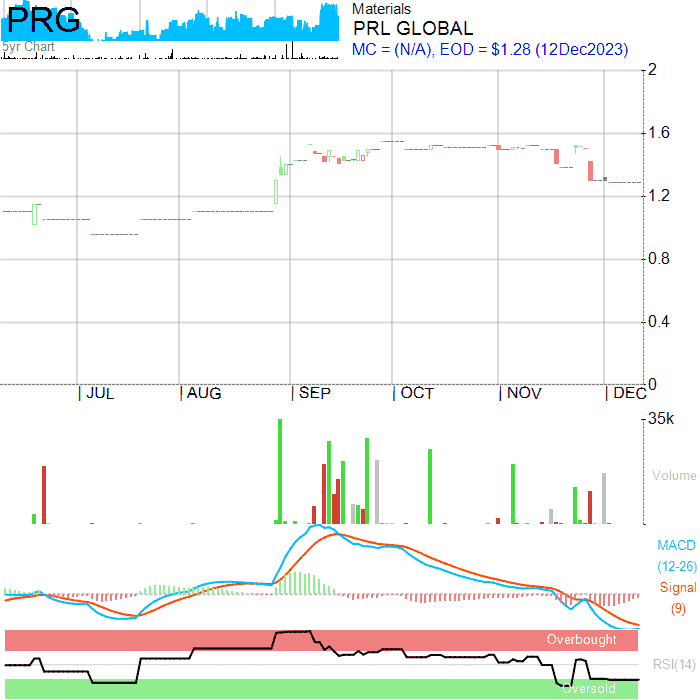 PRG
5yr Chart
Materials
PRL GLOBAL
MC = (N/A), EOD = $1.28 (12Dec2023)
2
1.6
1.2
0.8
0.4
0
JUL
AUG
SEP
OCT
NOV
DEC
35k
Volume
MACD
(12-26)
Signal
(9)
Overbought
RSI(14)
Oversold